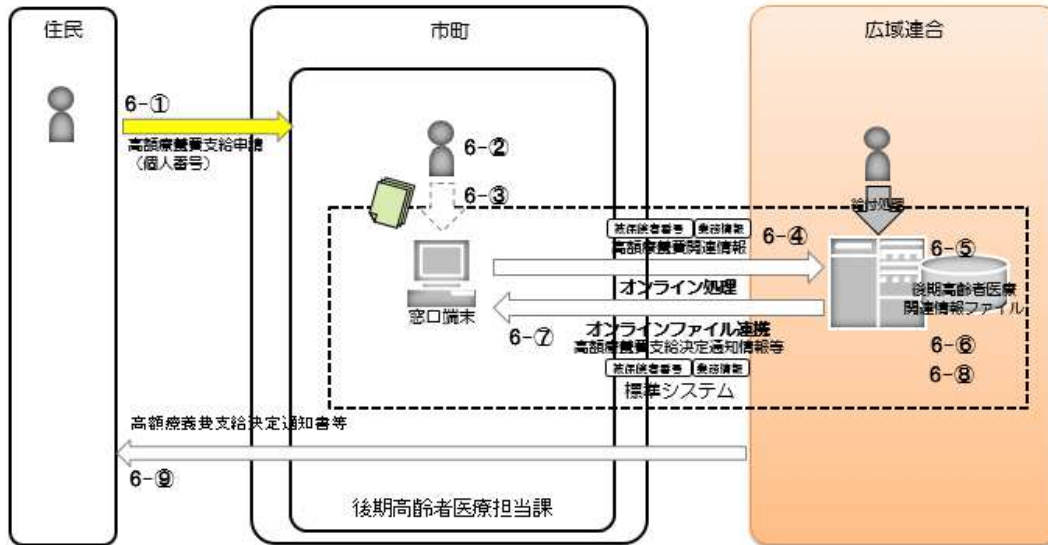 住民
市町
広域連合
6-①
高額療養費支給申請
（個人番号）
6-②
6-③
給付処理
被保険者番号 業務情報
高額療養費関連情報
6-④
6-⑤
オンライン処理
後期高齢者医療
関連情報ファイル
窓口端末
6-⑦
オンラインファイル連携
高額療養費支給決定通知情報等
6-⑥
被保険者番号 業務情報
6-⑧
標準システム
高額療養費支給決定通知書等
6-⑨
後期高齢者医療担当課